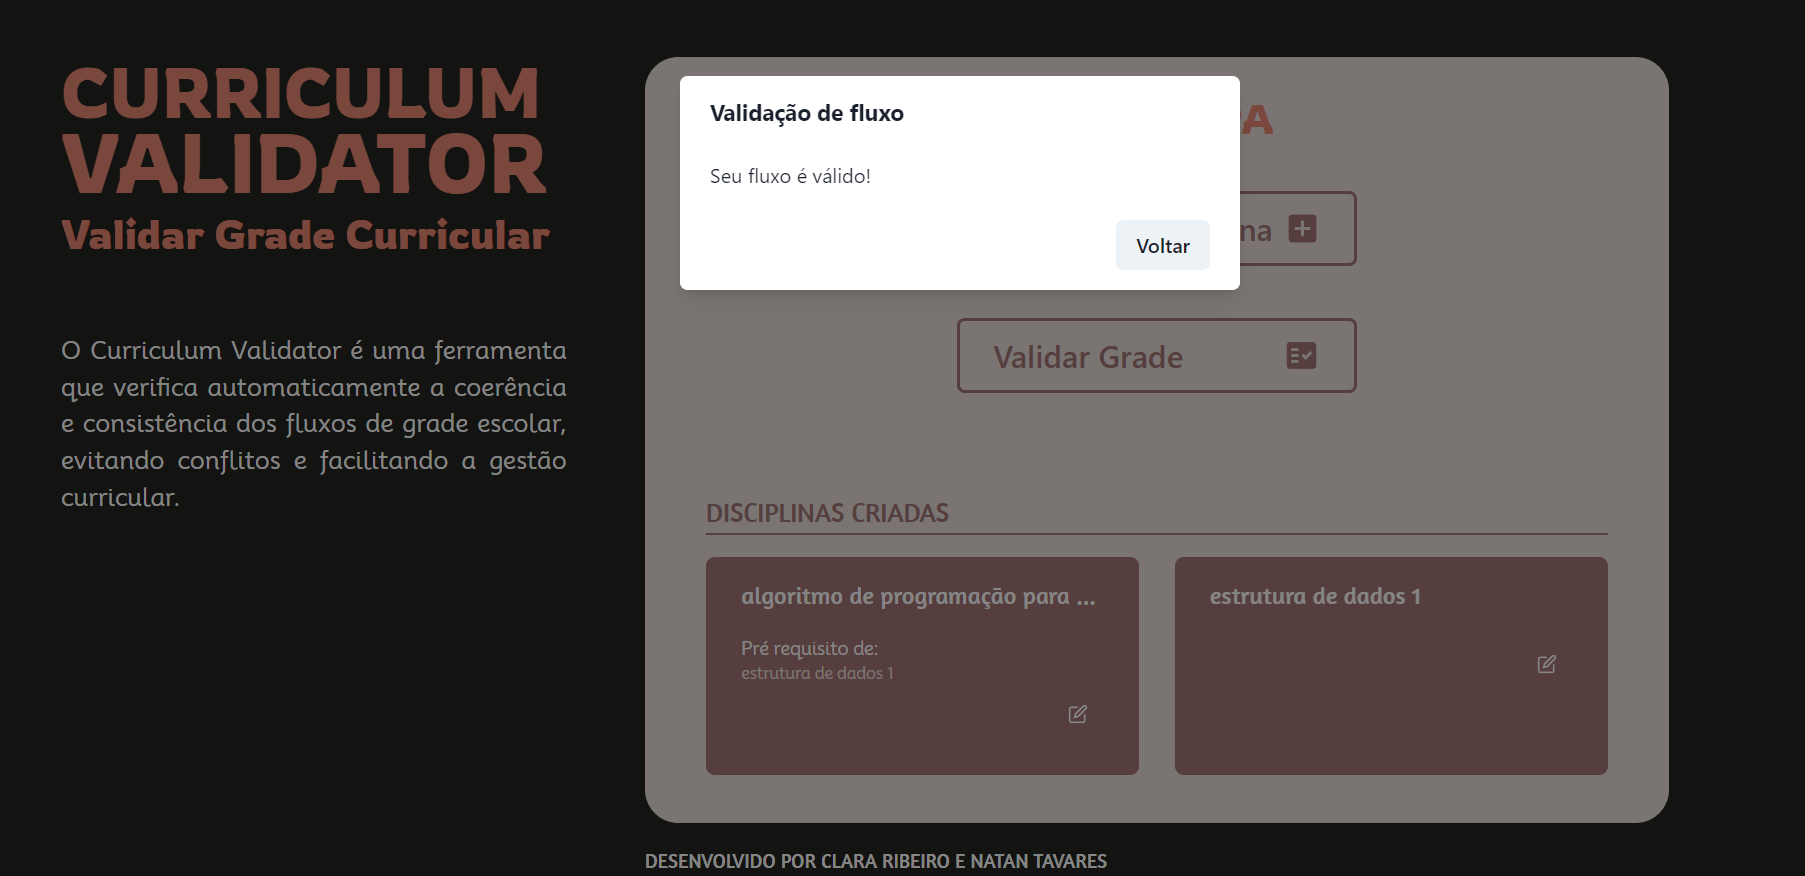 CURRICULUM
VALIDATOR
Validar Grade Curricular
O Curriculum Validator é uma ferramenta
que verifica automaticamente a coerência
e consistência dos fluxos de grade escolar,
evitando conflitos e facilitando a gestão
curricular.
Validação de fluxo
Seu fluxo é válido!
Voltar
Validar Grade
DISCIPLINAS CRIADAS
algoritmo de programação para ...
Pré requisito de:
estrutura de dados 1
estrutura de dados 1
DESENVOLVIDO POR CLARA RIBEIRO E NATAN TAVARES